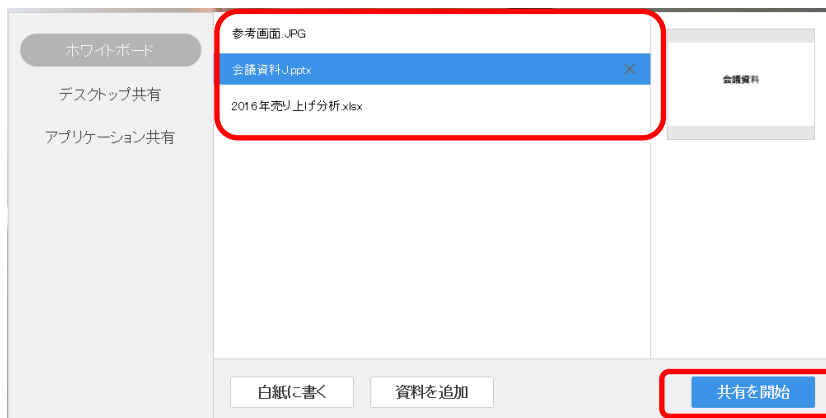 ホワイトボード
デスクトップ共有
アプリケーション共有
参考画面.JPG
会議資料J.pptx
2016年売り上げ分析.xlsx
会議資料
白紙に書く
資料を追加
共有を開始